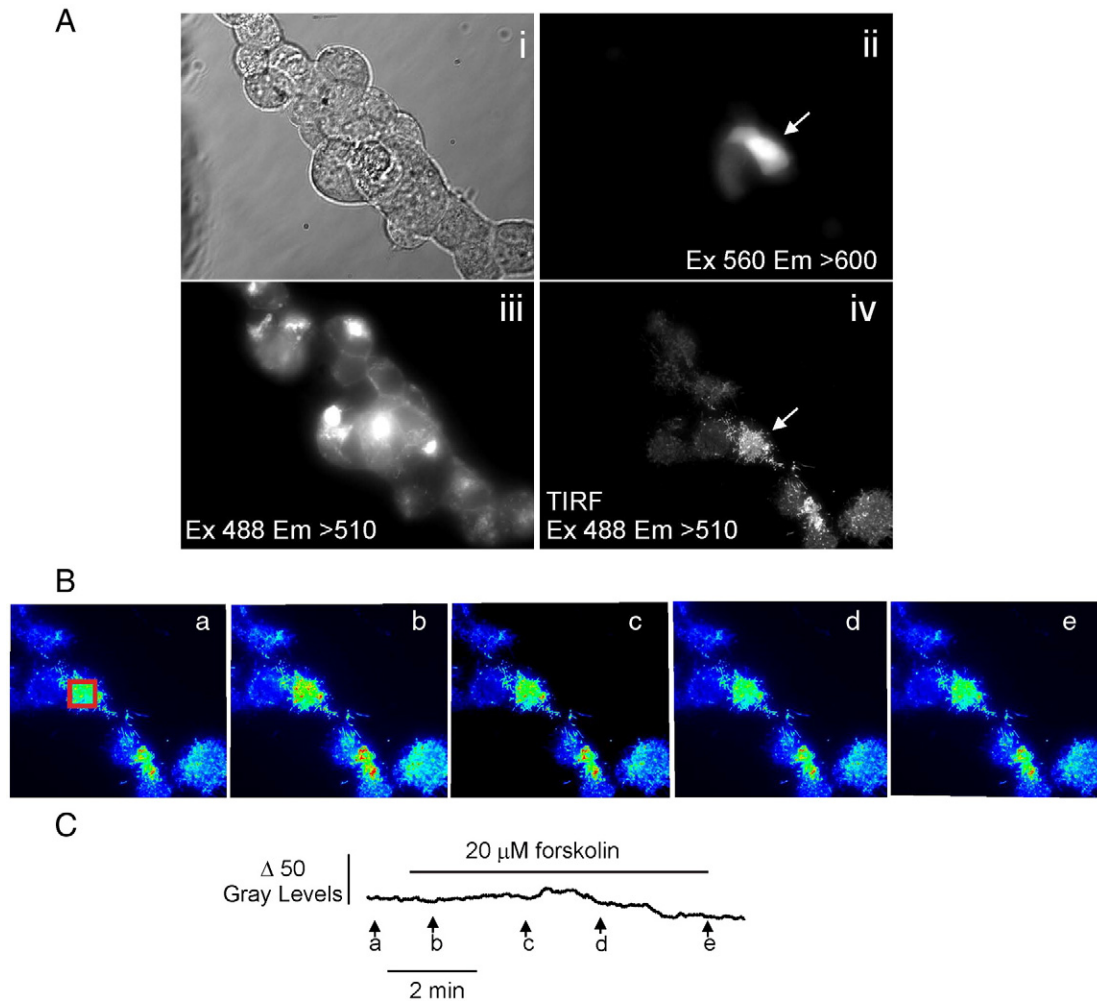 A
i
ii
Ex 560 Em >600
iii
Ex 488 Em >510
iv
TIRF
Ex 488 Em >510
B
a
b
c
d
e
C
20 μM forskolin
Δ 50
Gray Levels
a
b
c
d
e
2 min